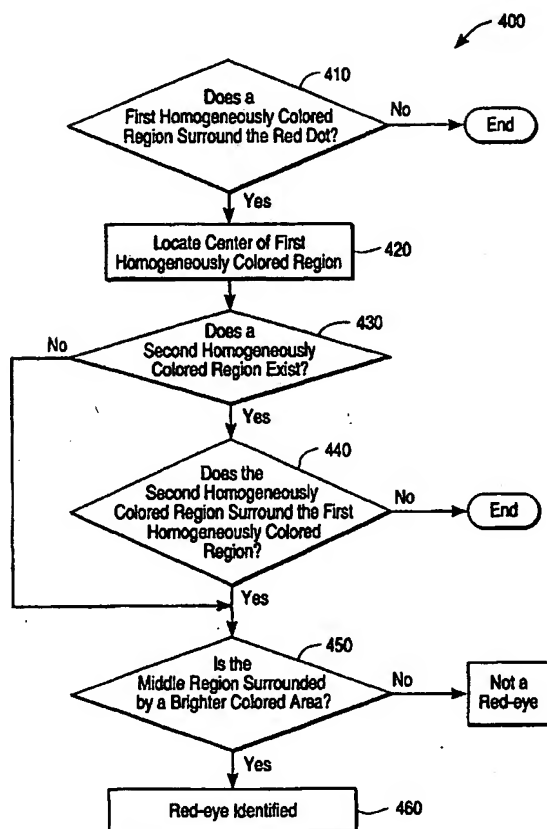 400
410
Does a
First Homogeneously Colored
Region Surround the Red Dot?
No
End
Yes
Locate Center of First
Homogeneously Colored Region
420
430
Does a
Second Homogeneously
Colored Region Exist?
No
Yes
440
Does the
Second Homogeneously
Colored Region Surround the First
Homogeneously Colored
Region?
No
End
Yes
450
Is the
Middle Region Surrounded
by a Brighter Colored Area?
No
Not a
Red-eye
Yes
Red-eye Identified
460